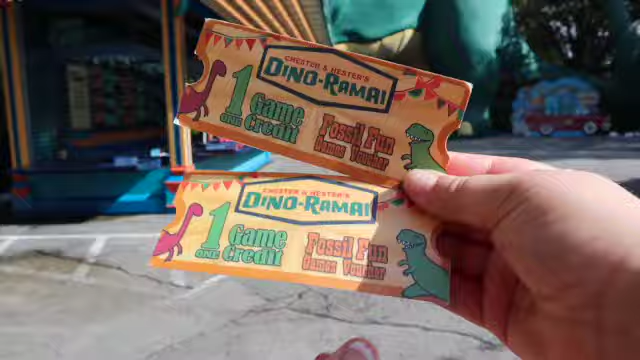 CHESTER & HESTER'S
DINO-RAMA!
1 ONE Game Credit
Fossil Fun
Games Voucher
CHESTER & HESTER'S
DINO-RAMA!
1 ONE Game Credit
Fossil Fun
Games Voucher